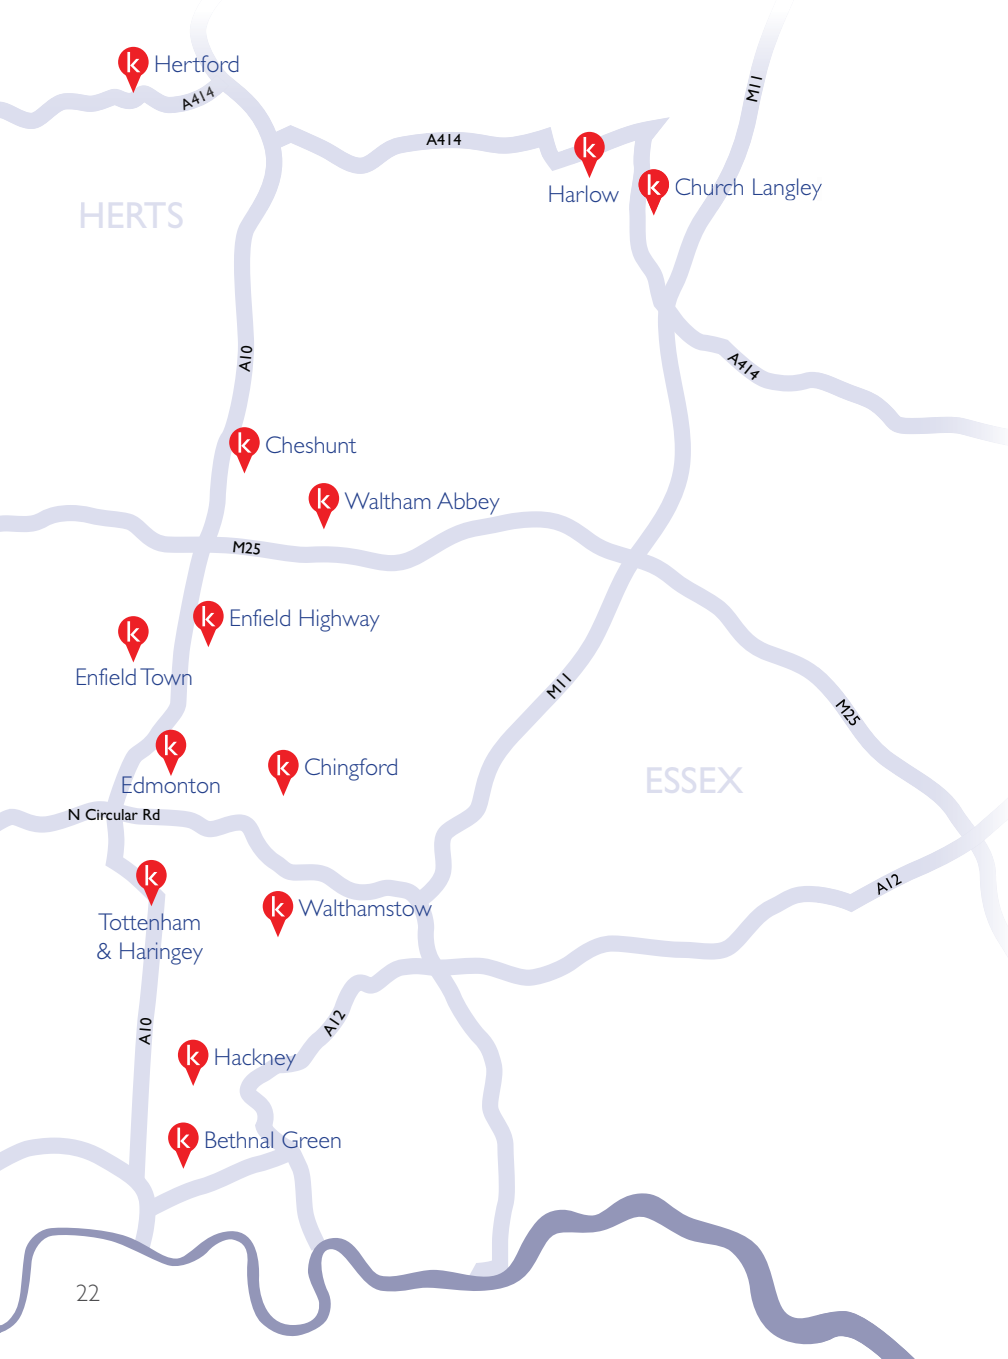 k Hertford
A414
M11
A414
k
Harlow
k Church Langley
HERTS
A10
A414
k Cheshunt
k Waltham Abbey
M25
k Enfield Highway
k
Enfield Town
M11
M25
k
Edmonton
k Chingford
ESSEX
N Circular Rd
k
Tottenham
& Haringey
k Walthamstow
A12
A10
A12
k Hackney
k Bethnal Green
22